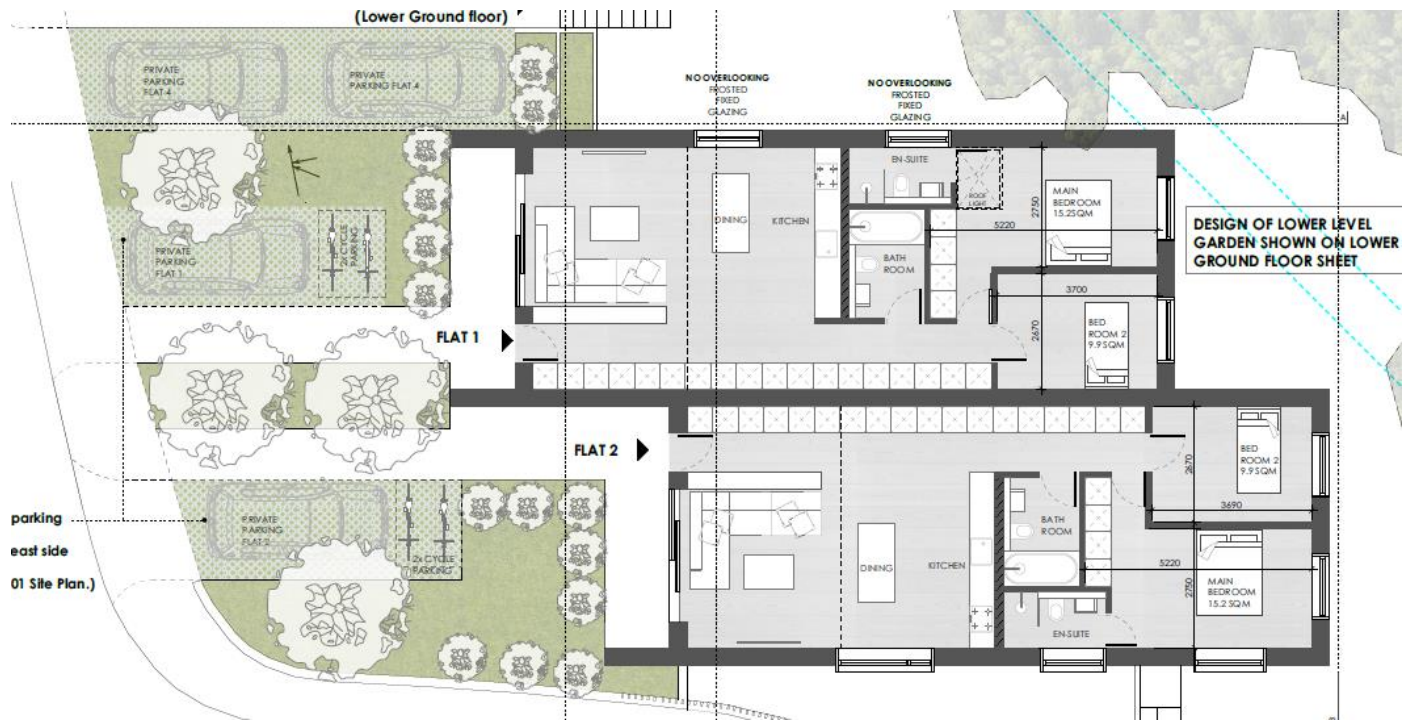 (Lower Ground floor)
PRIVATE
PARKING
FLAT 4
PRIVATE
PARKING FLAT 4
NO OVERLOOKING
FROSTED
FIXED
GLAZING
NO OVERLOOKING
FROSTED
FIXED
GLAZING
A
EN-SUITE
ROOF
LIGHT
MAIN
BEDROOM
15.2SQM
2750
5220
DINING
KITCHEN
BATH
ROOM
DESIGN OF LOWER LEVEL
GARDEN SHOWN ON LOWER
GROUND FLOOR SHEET
PRIVATE
PARKING
FLAT 1
2x CYCLE
PARKING
3700
2670
BED
ROOM 2
9.9SQM
FLAT 1
FLAT 2
BED
ROOM 2
9.9SQM
2670
3690
parking
east side
01 Site Plan.)
PRIVATE
PARKING
FLAT 2
2x CYCLE
PARKING
BATH
ROOM
DINING
KITCHEN
5220
2750
MAIN
BEDROOM
15.2SQM
EN-SUITE